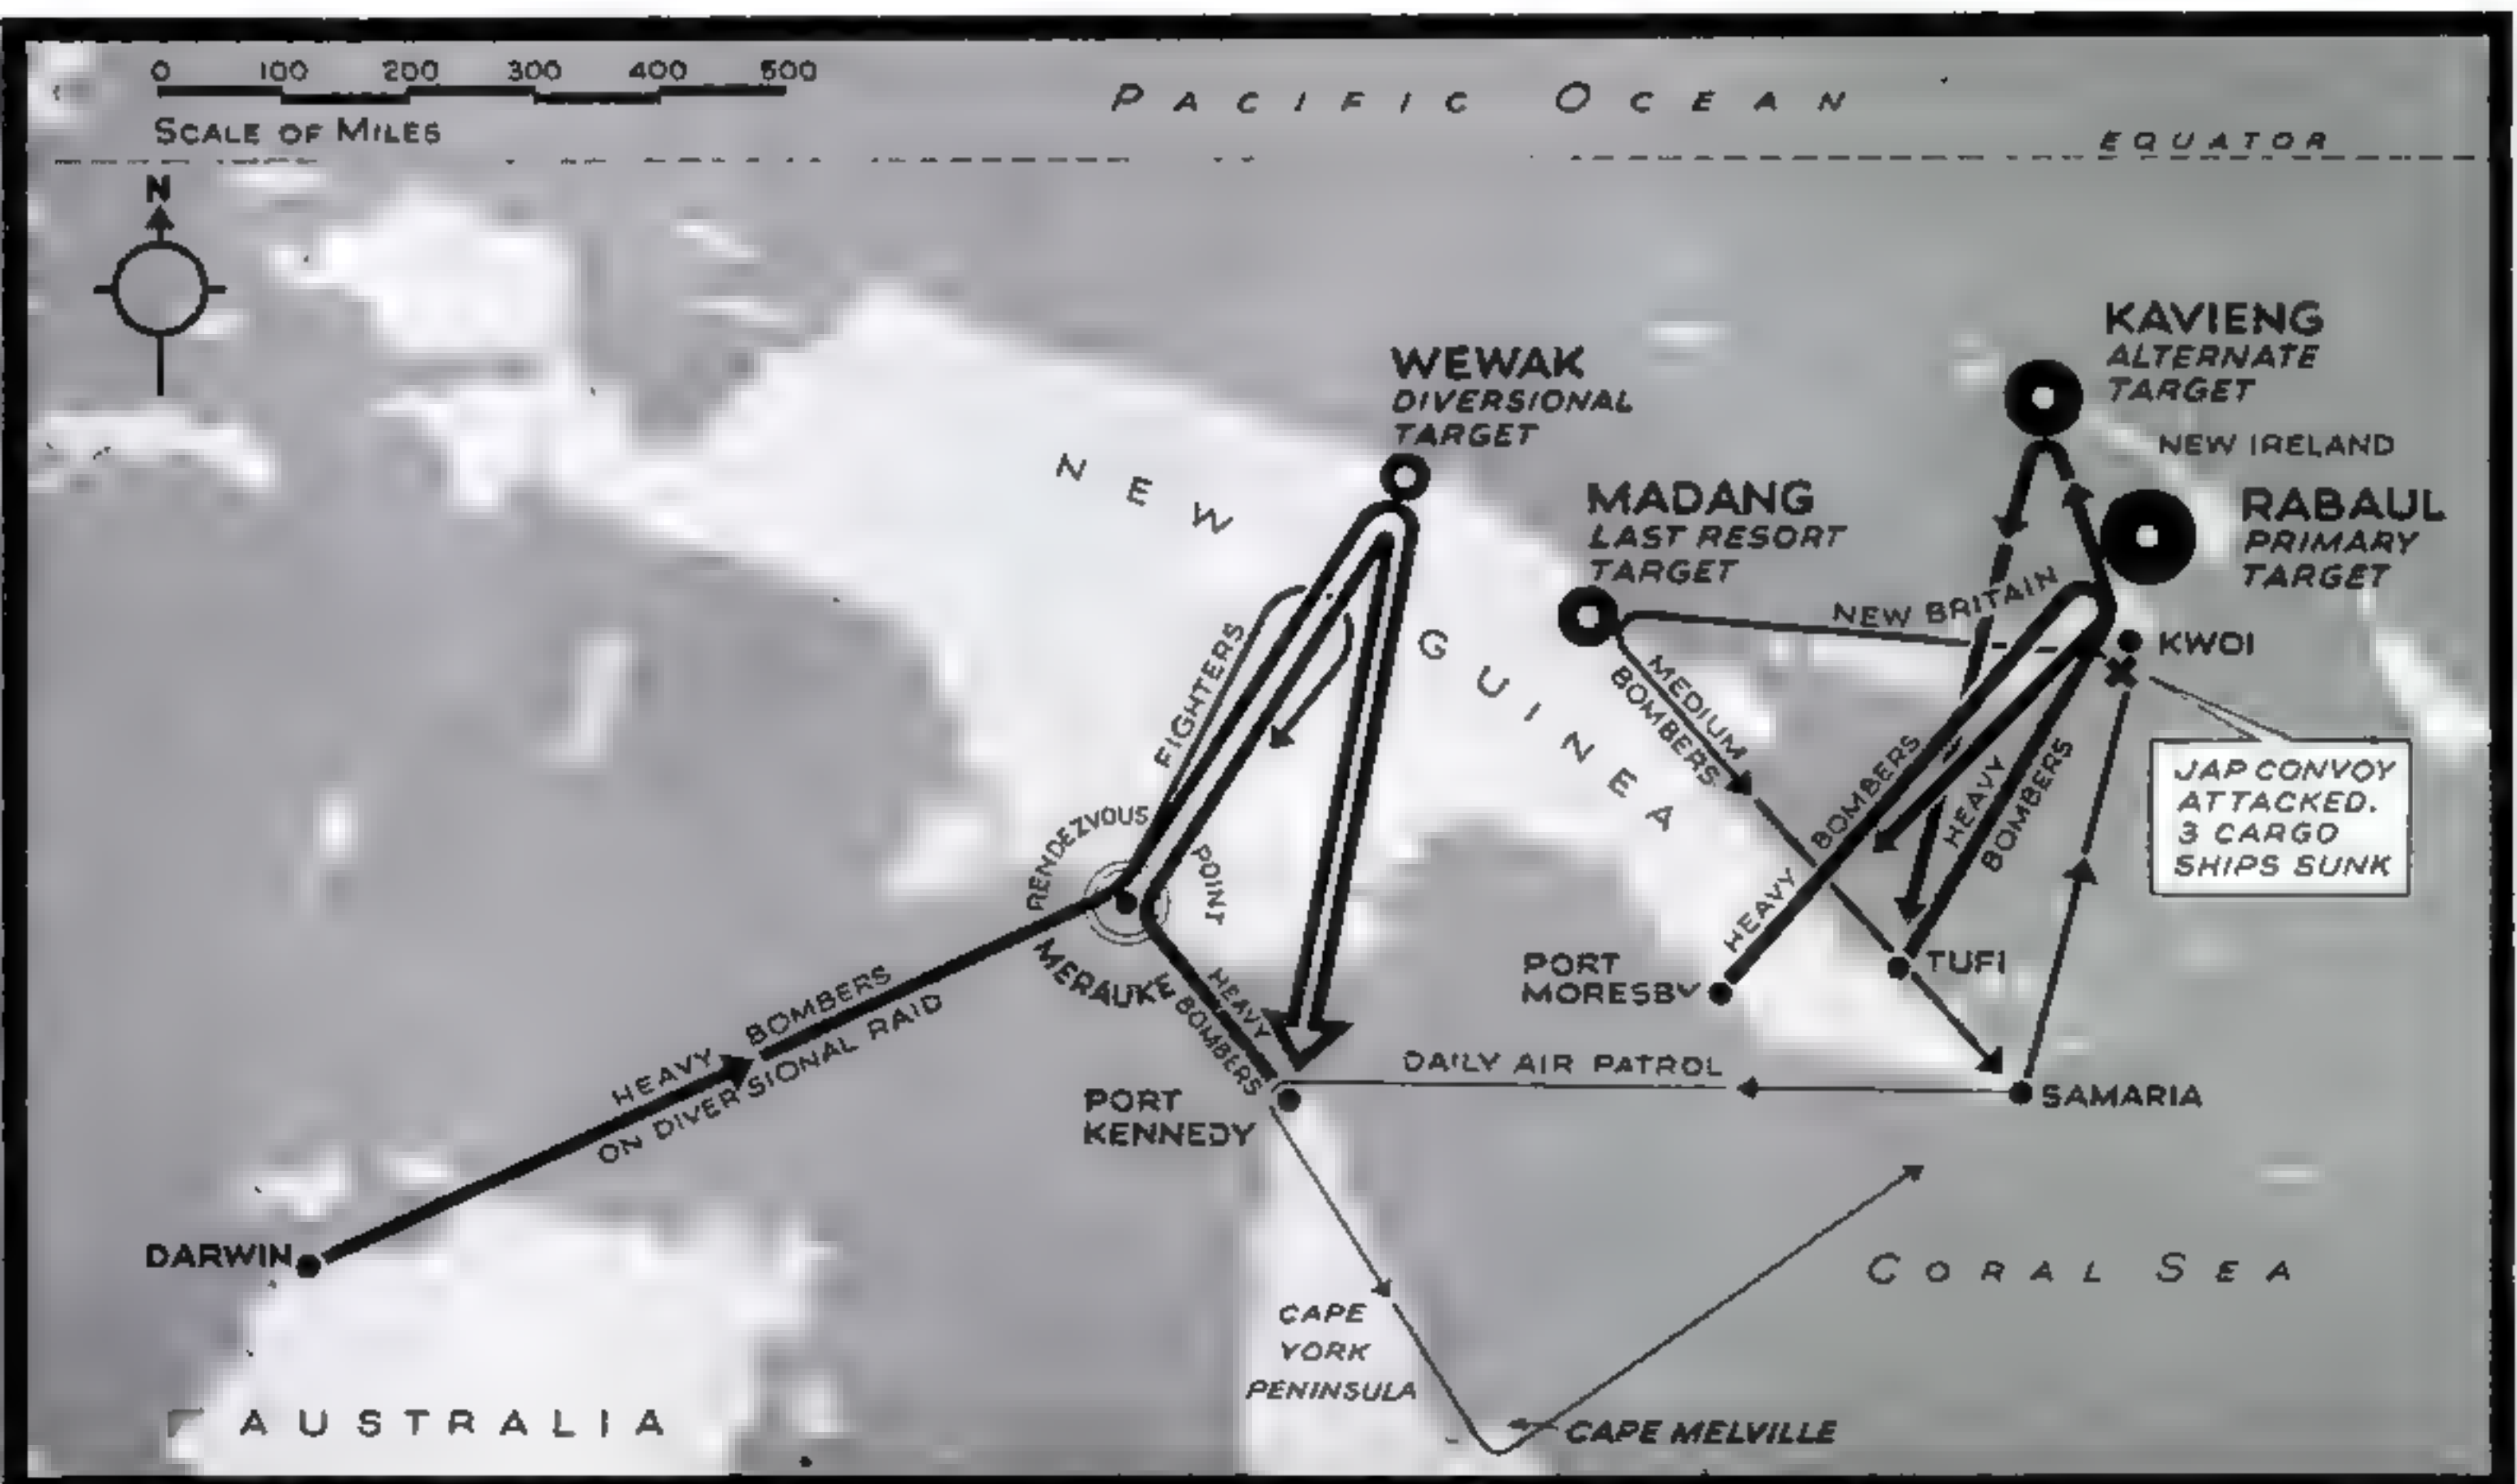 0 100 200 300 400 500
SCALE OF MILES
PACIFIC OCEAN
EQUATOR
N
KAVIENG
ALTERNATE
TARGET
NEW IRELAND
WEWAK
DIVERSIONAL
TARGET
MADANG
LAST RESORT
TARGET
RABAUL
PRIMARY
TARGET
NEW GUINEA
NEW BRITAIN
KWOI
FIGHTERS
MEDIUM
BOMBERS
HEAVY BOMBERS
HEAVY
BOMBERS
JAP CONVOY
ATTACKED.
3 CARGO
SHIPS SUNK
RENDEZVOUS POINT
MERAUKE
HEAVY
BOMBERS
PORT
MORESBY
TUFI
HEAVY BOMBERS
ON DIVERSIONAL RAID
DAILY AIR PATROL
SAMARIA
PORT
KENNEDY
DARWIN
CORAL SEA
CAPE
YORK
PENINSULA
AUSTRALIA
CAPE MELVILLE